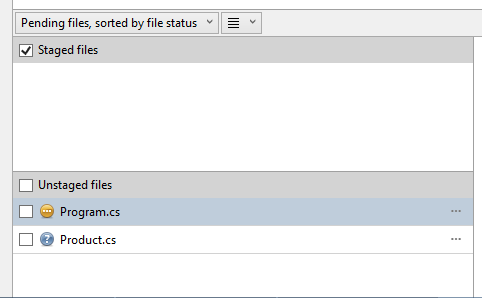 Pending files, sorted by file status
Staged files
Unstaged files
Program.cs
Product.cs